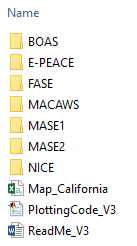 Name
BOAS
E-PEACE
FASE
MACAWS
MASE1
MASE2
NICE
Map_California
PlottingCode_V3
ReadMe_V3